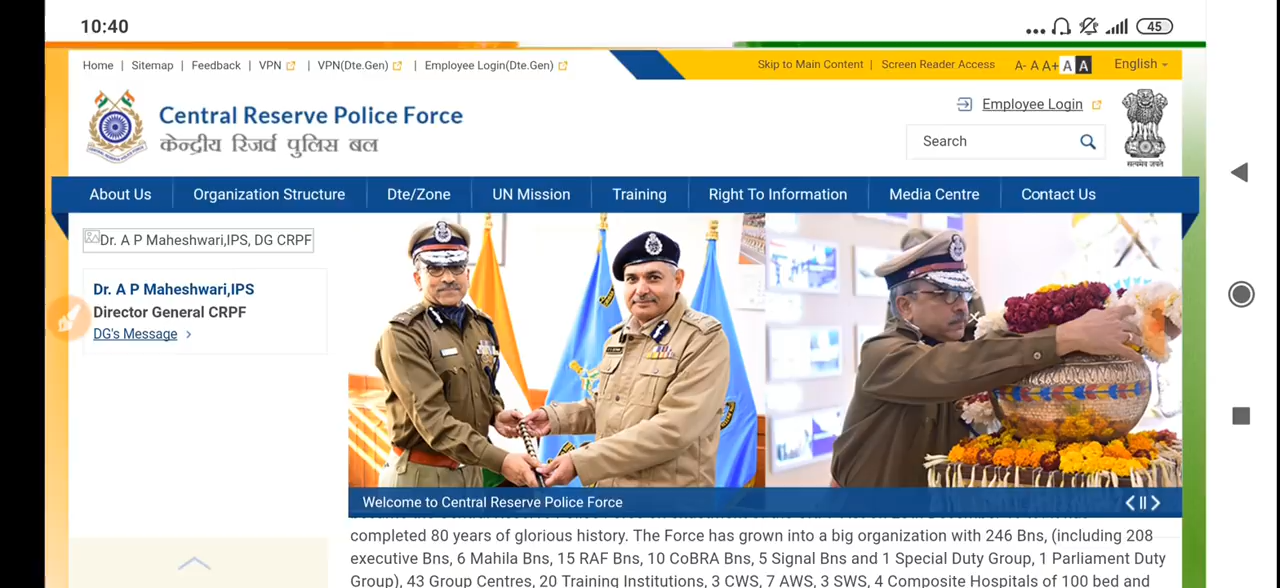 10:40
45
Home | Sitemap | Feedback | VPN | VPN(Dte.Gen) | Employee Login(Dte.Gen)
Skip to Main Content | Screen Reader Access A- A A+ A A English
Central Reserve Police Force
केन्द्रीय रिजर्व पुलिस बल
Employee Login
Search
सत्यमेव जयते
About Us Organization Structure Dte/Zone UN Mission Training Right To Information Media Centre Contact Us
Dr. A P Maheshwari,IPS, DG CRPF
Dr. A P Maheshwari,IPS
Director General CRPF
DG's Message
Welcome to Central Reserve Police Force
completed 80 years of glorious history. The Force has grown into a big organization with 246 Bns, (including 208
executive Bns, 6 Mahila Bns, 15 RAF Bns, 10 CoBRA Bns, 5 Signal Bns and 1 Special Duty Group, 1 Parliament Duty
Group), 43 Group Centres, 20 Training Institutions, 3 CWS, 7 AWS, 3 SWS, 4 Composite Hospitals of 100 bed and